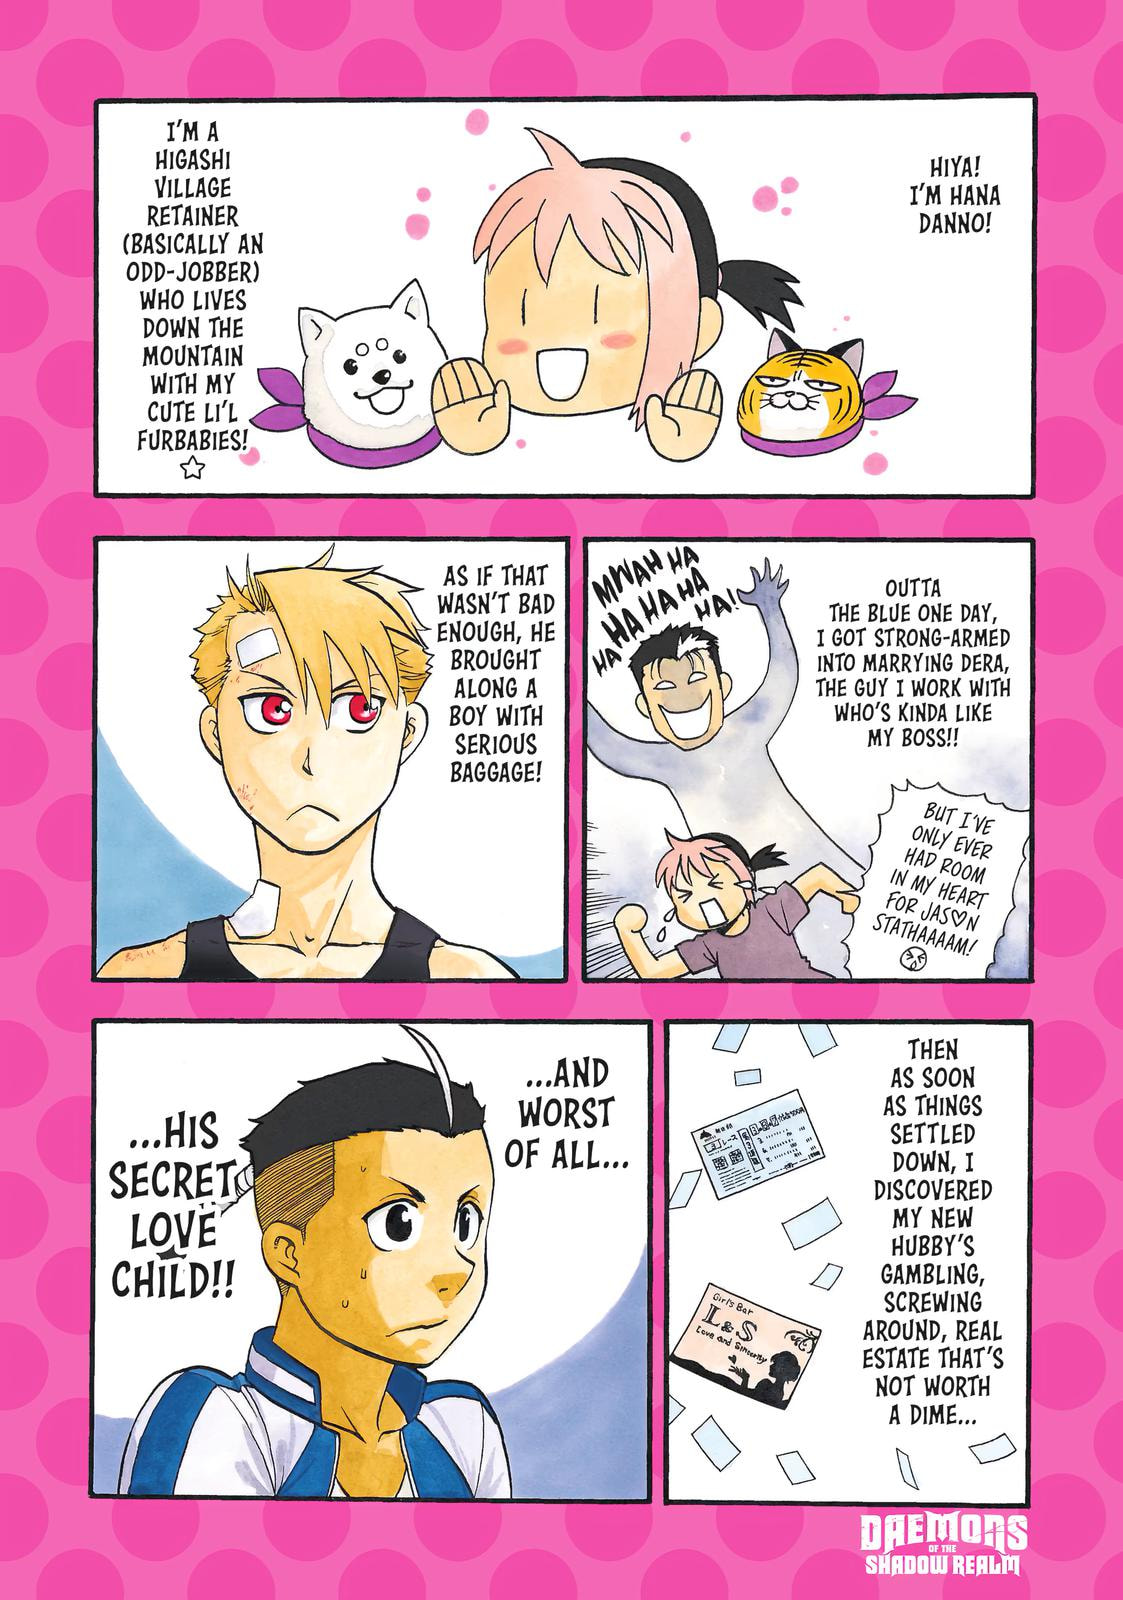 HIYA!
I'M HANA
DANNO!
I'M A
HIGASHI
VILLAGE
RETAINER
(BASICALLY AN
ODD-JOBBER)
WHO LIVES
DOWN THE
MOUNTAIN
WITH MY
CUTE LI'L
FURBABIES!
☆
OUTTA
THE BLUE ONE DAY,
I GOT STRONG-ARMED
INTO MARRYING DERA,
THE GUY I WORK WITH
WHO'S KINDA LIKE
MY BOSS!!
MWAH HA
HA HA HA HA
HA HA!
BUT I'VE
ONLY EVER
HAD ROOM
IN MY HEART
FOR JAS♡N
STATHAAAAM!
AS IF THAT
WASN'T BAD
ENOUGH, HE
BROUGHT
ALONG A
BOY WITH
SERIOUS
BAGGAGE!
THEN
AS SOON
AS THINGS
SETTLED
DOWN, I
DISCOVERED
MY NEW
HUBBY'S
GAMBLING,
SCREWING
AROUND, REAL
ESTATE THAT'S
NOT WORTH
A DIME...
Girl's Bar
L & S
Love and Sincerity
...AND
WORST
OF ALL...
...HIS
SECRET
LOVE
CHILD!!
DAEMONS
OF THE
SHADOW REALM